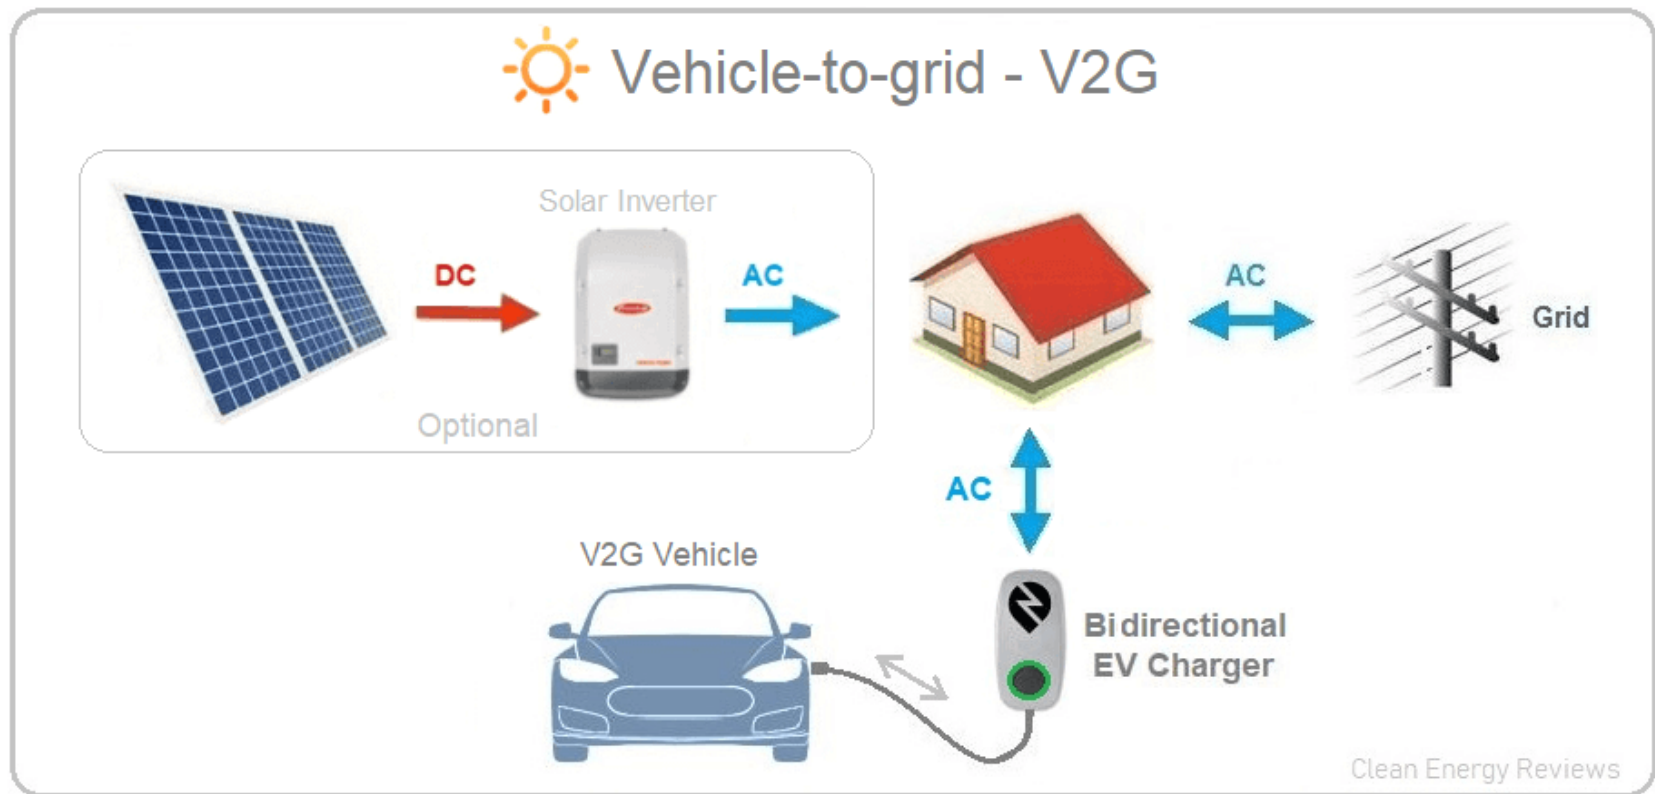 Vehicle-to-grid - V2G
Solar Inverter
DC
AC
AC
Grid
Optional
AC
V2G Vehicle
Bidirectional
EV Charger
Clean Energy Reviews